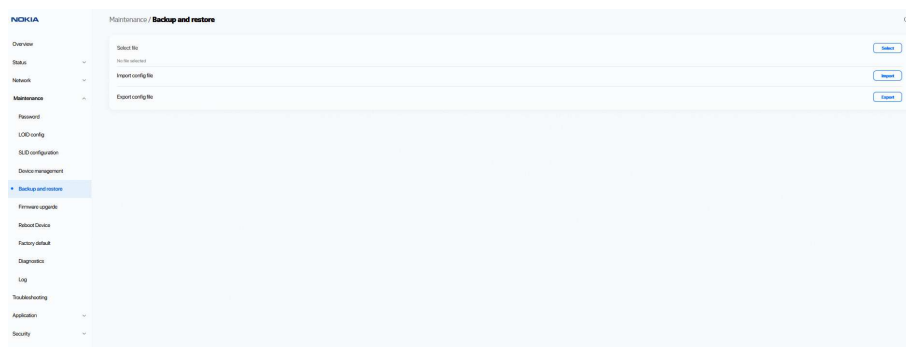 NOKIA
Maintenance / Backup and restore
Overview
Status
Network
Maintenance
Password
LOID config
SLID configuration
Device management
Backup and restore
Firmware upgrade
Reboot Device
Factory default
Diagnostics
Log
Troubleshooting
Application
Security
Select file
Select
No file selected
Import config file
Import
Export config file
Export